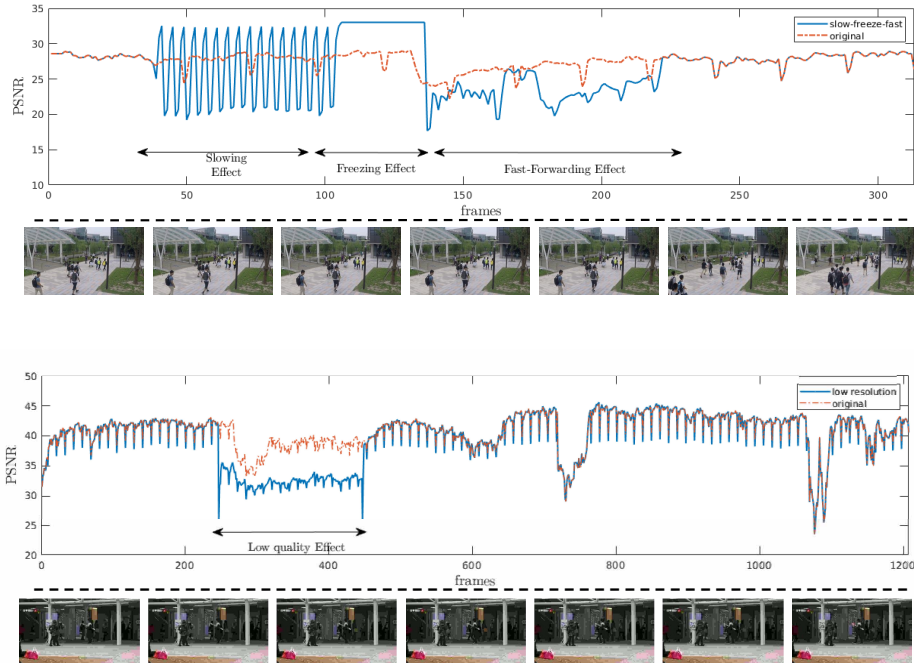 35
30
25
20
15
10
PSNR
slow-freeze-fast
original
Slowing
Effect
Freezing Effect
Fast-Forwarding Effect
0 50 100 150 200 250 300
frames
50
45
40
35
30
25
20
PSNR
low resolution
original
Low quality Effect
0 200 400 600 800 1000 1200
frames